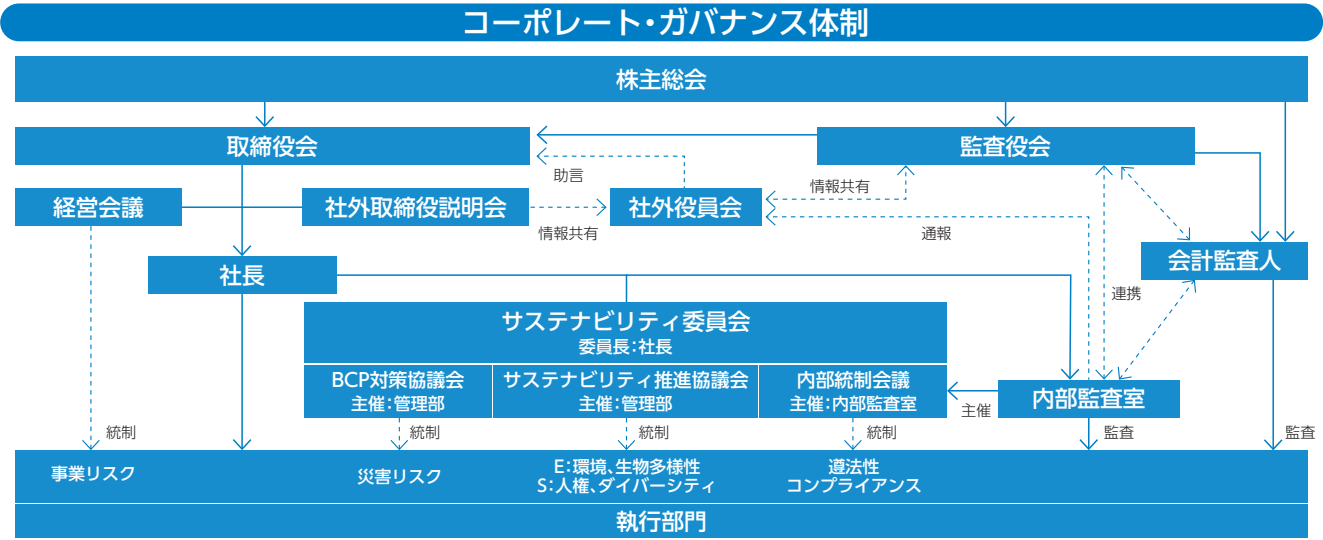 コーポレート・ガバナンス体制
株主総会
取締役会
監査役会
助言
情報共有
経営会議
社外取締役説明会
社外役員会
情報共有
通報
社長
会計監査人
連携
サステナビリティ委員会
委員長:社長
BCP対策協議会
主催:管理部
サステナビリティ推進協議会
主催:管理部
内部統制会議
主催:内部監査室
主催
内部監査室
統制
統制
統制
統制
監査
監査
事業リスク
災害リスク
E:環境、生物多様性
S:人権、ダイバーシティ
遵法性
コンプライアンス
執行部門